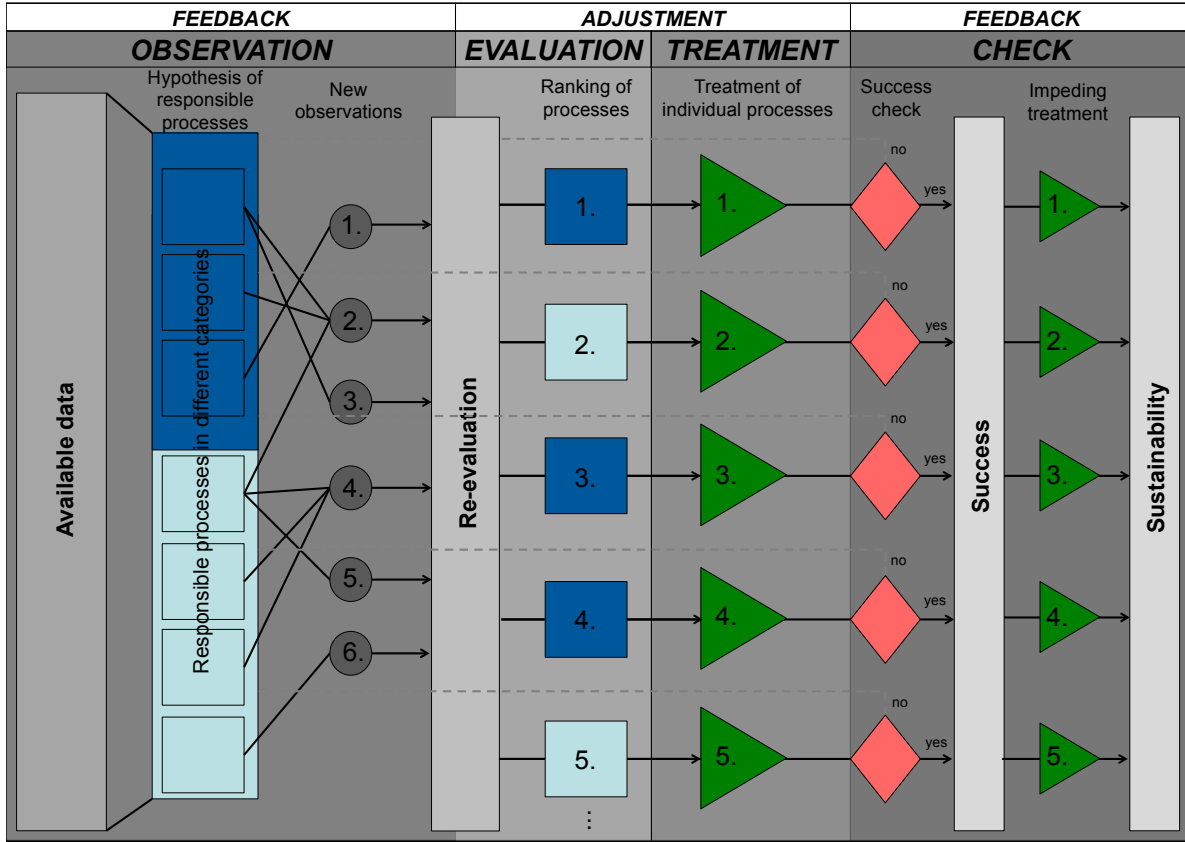 FEEDBACK
ADJUSTMENT
FEEDBACK
OBSERVATION
EVALUATION
TREATMENT
CHECK
Hypothesis of
responsible
processes
New
observations
Ranking of
processes
Treatment of
individual processes
Success
check
Impeding
treatment
Available data
Responsible processes in different categories
1.
2.
3.
4.
5.
6.
Re-evaluation
1.
2.
3.
4.
5.
⋮
1.
2.
3.
4.
5.
no
yes
no
yes
no
yes
no
yes
no
yes
Success
1.
2.
3.
4.
5.
Sustainability